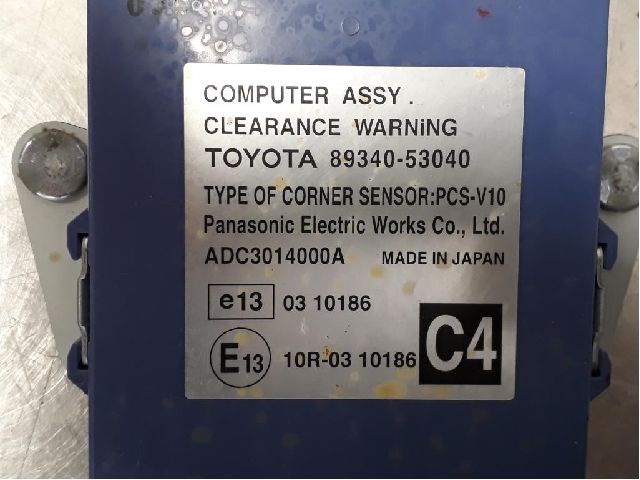 COMPUTER ASSY.
CLEARANCE WARNiNG
TOYOTA 89340-53040
TYPE OF CORNER SENSOR:PCS-V10
Panasonic Electric Works Co., Ltd.
ADC3014000A MADE IN JAPAN
e13 03 10186
E13 10R-03 10186 C4